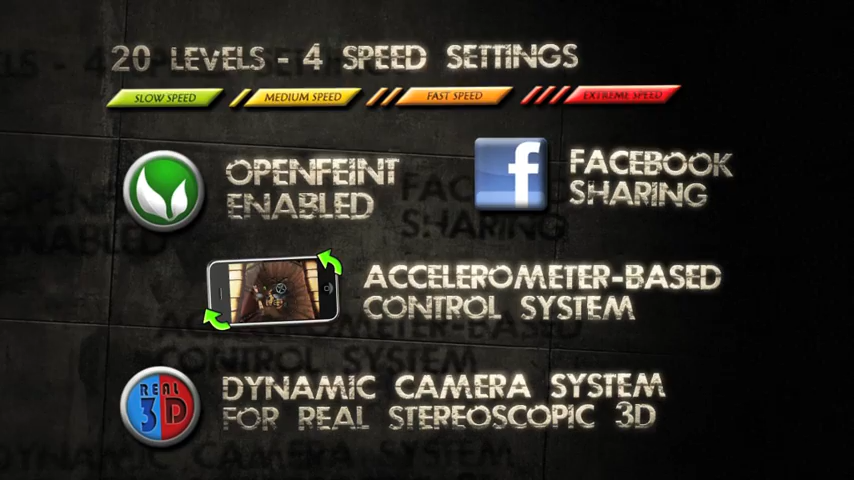 20 LEVELS - 4 SPEED SETTINGS
SLOW SPEED MEDIUM SPEED FAST SPEED EXTREME SPEED
OPENFEINT
ENABLED
f
FACEBOOK
SHARING
ACCELEROMETER-BASED
CONTROL SYSTEM
REAL
3D
DYNAMIC CAMERA SYSTEM
FOR REAL STEREOSCOPIC 3D